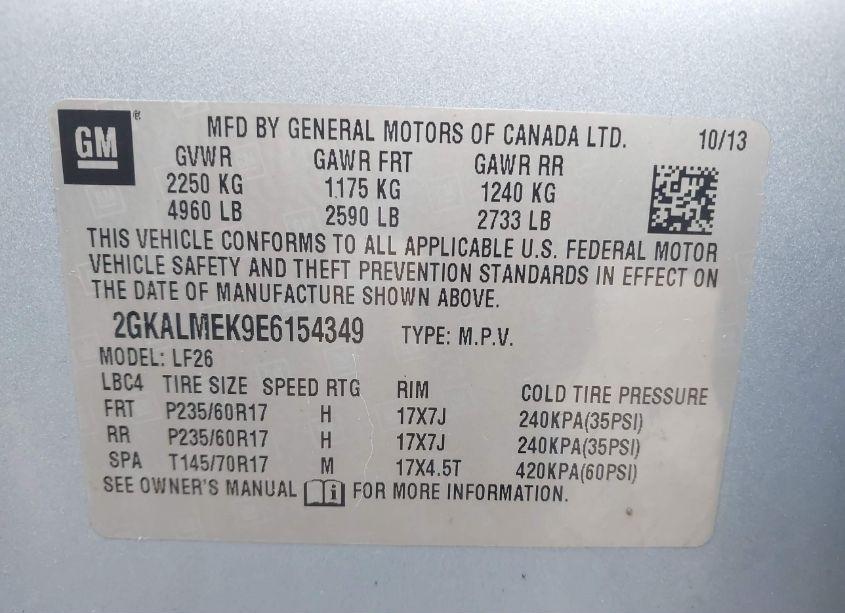 GM ®
MFD BY GENERAL MOTORS OF CANADA LTD. 10/13
GVWR GAWR FRT GAWR RR
2250 KG 1175 KG 1240 KG
4960 LB 2590 LB 2733 LB
THIS VEHICLE CONFORMS TO ALL APPLICABLE U.S. FEDERAL MOTOR
VEHICLE SAFETY AND THEFT PREVENTION STANDARDS IN EFFECT ON
THE DATE OF MANUFACTURE SHOWN ABOVE.
2GKALMEK9E6154349 TYPE: M.P.V.
MODEL: LF26
LBC4 TIRE SIZE SPEED RTG RIM COLD TIRE PRESSURE
FRT P235/60R17 H 17X7J 240KPA(35PSI)
RR P235/60R17 H 17X7J 240KPA(35PSI)
SPA T145/70R17 M 17X4.5T 420KPA(60PSI)
SEE OWNER'S MANUAL i FOR MORE INFORMATION.